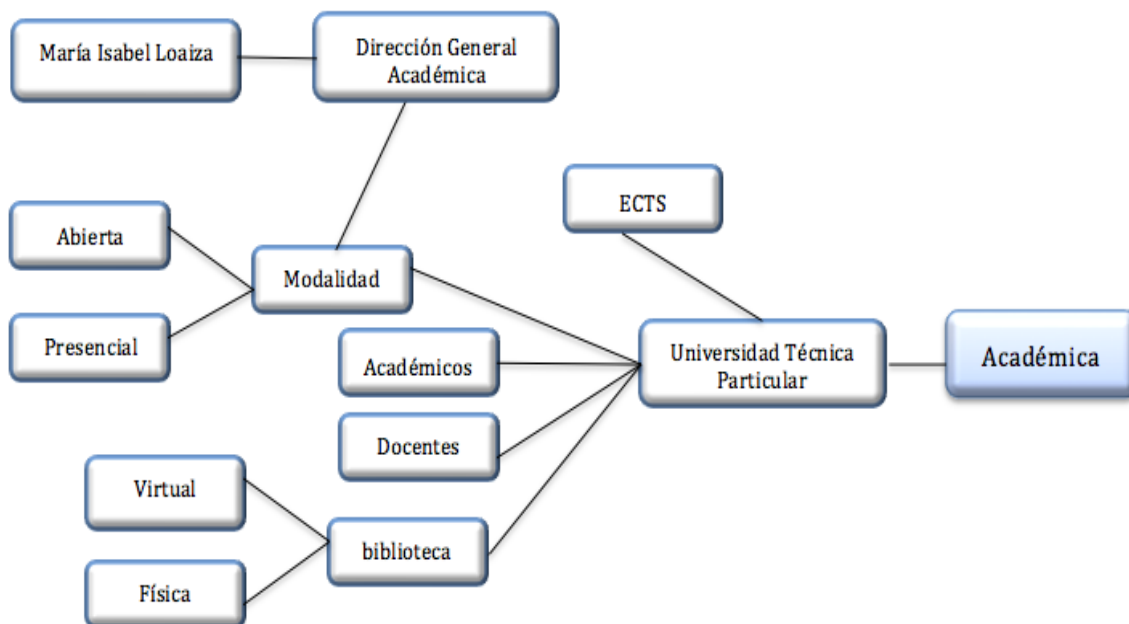 María Isabel Loaiza
Dirección General
Académica
ECTS
Abierta
Modalidad
Presencial
Académicos
Universidad Técnica
Particular
Académica
Docentes
Virtual
biblioteca
Física